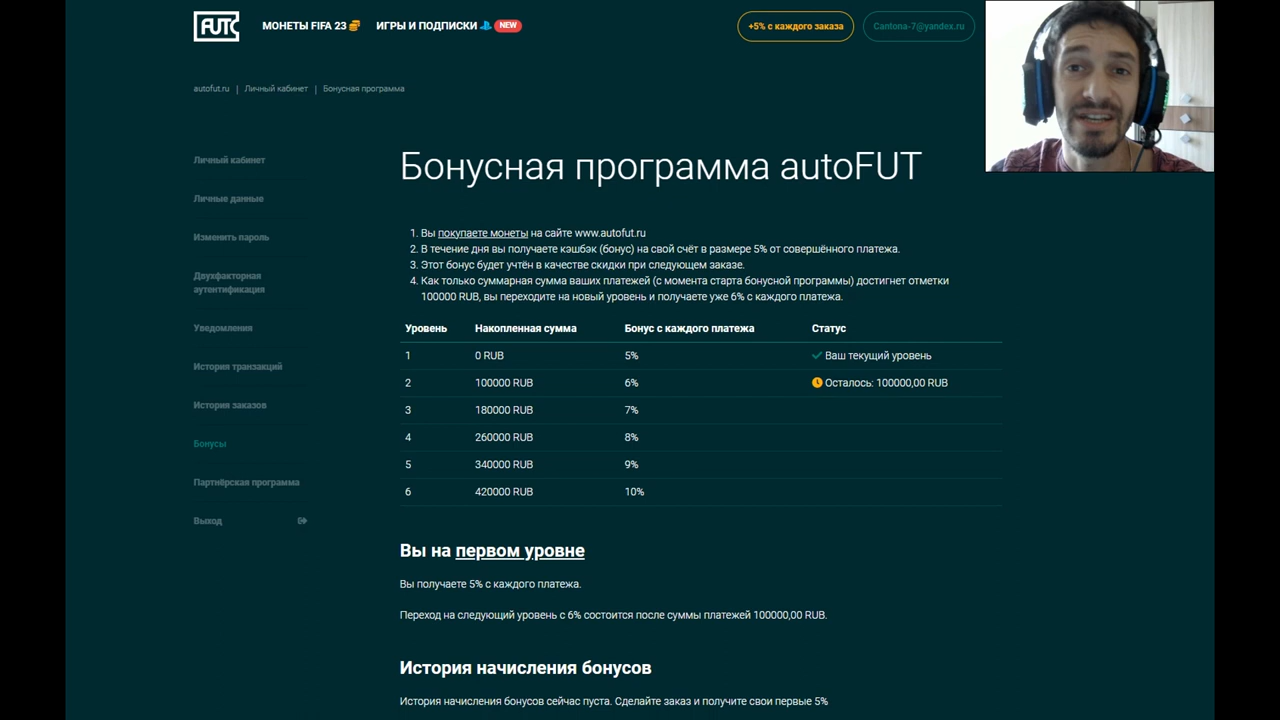 FUT
МОНЕТЫ FIFA 23
ИГРЫ И ПОДПИСКИ NEW
+5% с каждого заказа
Cantona-7@yandex.ru
autofut.ru | Личный кабинет | Бонусная программа
Личный кабинет
Личные данные
Изменить пароль
Двухфакторная
аутентификация
Уведомления
История транзакций
История заказов
Бонусы
Партнёрская программа
Выход
Бонусная программа autoFUT
1. Вы покупаете монеты на сайте www.autofut.ru
2. В течение дня вы получаете кэшбэк (бонус) на свой счёт в размере 5% от совершённого платежа.
3. Этот бонус будет учтён в качестве скидки при следующем заказе.
4. Как только суммарная сумма ваших платежей (с момента старта бонусной программы) достигнет отметки
100000 RUB, вы переходите на новый уровень и получаете уже 6% с каждого платежа.
Уровень Накопленная сумма Бонус с каждого платежа Статус
1 0 RUB 5% Ваш текущий уровень
2 100000 RUB 6% Осталось: 100000,00 RUB
3 180000 RUB 7%
4 260000 RUB 8%
5 340000 RUB 9%
6 420000 RUB 10%
Вы на первом уровне
Вы получаете 5% с каждого платежа.
Переход на следующий уровень с 6% состоится после суммы платежей 100000,00 RUB.
История начисления бонусов
История начисления бонусов сейчас пуста. Сделайте заказ и получите свои первые 5%